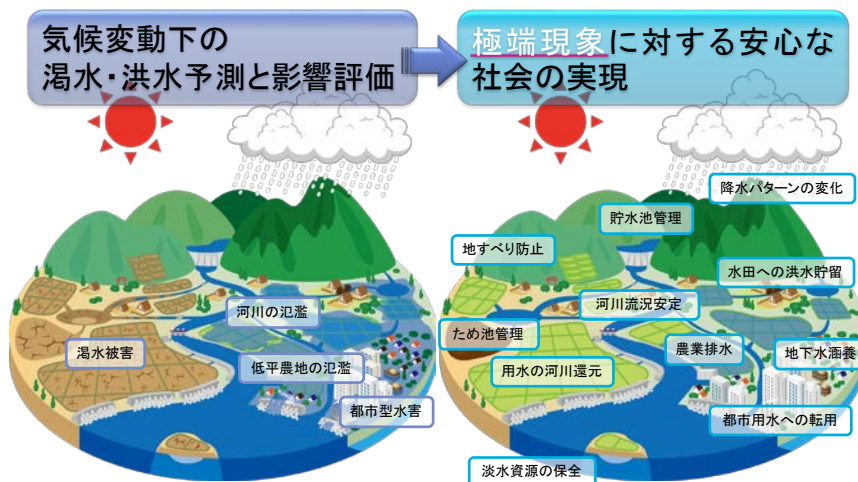 気候変動下の
渇水・洪水予測と影響評価
極端現象に対する安心な
社会の実現
河川の氾濫
渇水被害
低平農地の氾濫
都市型水害
降水パターンの変化
貯水池管理
地すべり防止
水田への洪水貯留
河川流況安定
ため池管理
農業排水
地下水涵養
用水の河川還元
都市用水への転用
淡水資源の保全